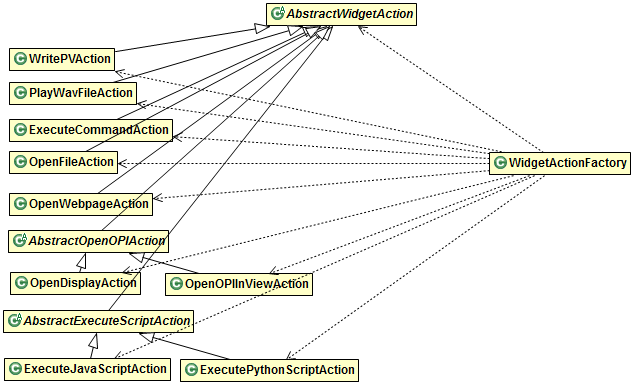 AbstractWidgetAction
WritePVAction
PlayWavFileAction
ExecuteCommandAction
OpenFileAction
WidgetActionFactory
OpenWebpageAction
AbstractOpenOPIAction
OpenDisplayAction
OpenOPIInViewAction
AbstractExecuteScriptAction
ExecuteJavaScriptAction
ExecutePythonScriptAction